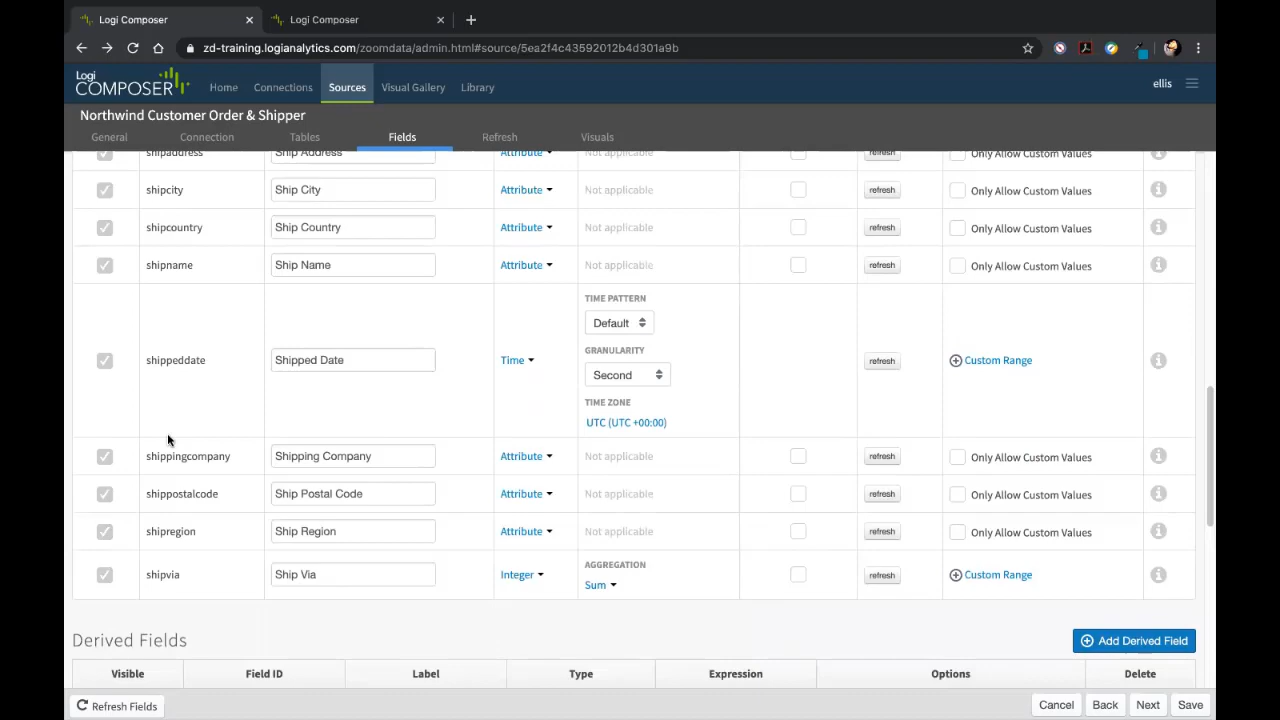 Logi Composer
Logi Composer
zd-training.logianalytics.com/zoomdata/admin.html#source/5ea2f4c43592012b4d301a9b
Logi
COMPOSER
Home Connections Sources Visual Gallery Library
ellis
Northwind Customer Order & Shipper
General Connection Tables Fields Refresh Visuals
shipaddress Ship Address Attribute Not applicable refresh Only Allow Custom Values
shipcity Ship City Attribute Not applicable refresh Only Allow Custom Values
shipcountry Ship Country Attribute Not applicable refresh Only Allow Custom Values
shipname Ship Name Attribute Not applicable refresh Only Allow Custom Values
TIME PATTERN
Default
GRANULARITY
shippeddate Shipped Date Time refresh Custom Range
Second
TIME ZONE
UTC (UTC +00:00)
shippingcompany Shipping Company Attribute Not applicable refresh Only Allow Custom Values
shippostalcode Ship Postal Code Attribute Not applicable refresh Only Allow Custom Values
shipregion Ship Region Attribute Not applicable refresh Only Allow Custom Values
AGGREGATION
shipvia Ship Via Integer refresh Custom Range
Sum
Derived Fields Add Derived Field
Visible Field ID Label Type Expression Options Delete
Refresh Fields Cancel Back Next Save